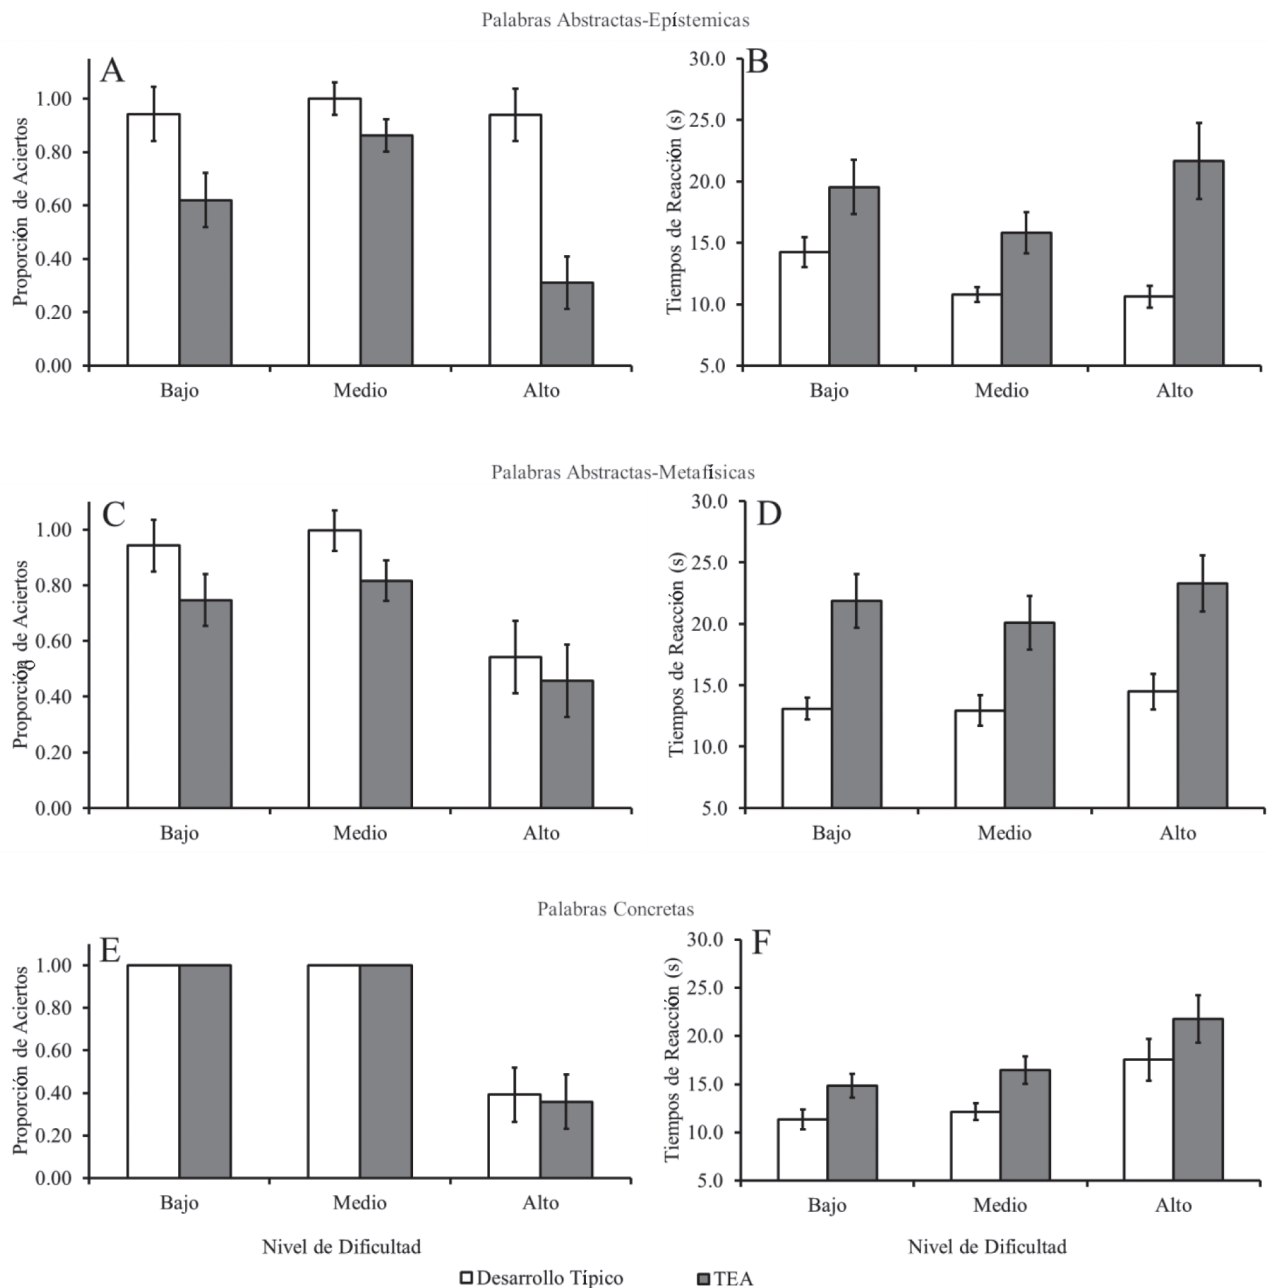 Palabras Abstractas-Epístemicas
A
Proporción de Aciertos
1.00
0.80
0.60
0.40
0.20
0.00
Bajo Medio Alto
B
Tiempos de Reacción (s)
30.0
25.0
20.0
15.0
10.0
5.0
Bajo Medio Alto
Palabras Abstractas-Metafísicas
C
Proporción de Aciertos
1.00
0.80
0.60
0.40
0.20
0.00
Bajo Medio Alto
D
Tiempos de Reacción (s)
30.0
25.0
20.0
15.0
10.0
5.0
Bajo Medio Alto
Palabras Concretas
E
Proporción de Aciertos
1.00
0.80
0.60
0.40
0.20
0.00
Bajo Medio Alto
Nivel de Dificultad
F
Tiempos de Reacción (s)
30.0
25.0
20.0
15.0
10.0
5.0
Bajo Medio Alto
Nivel de Dificultad
Desarrollo Típico TEA